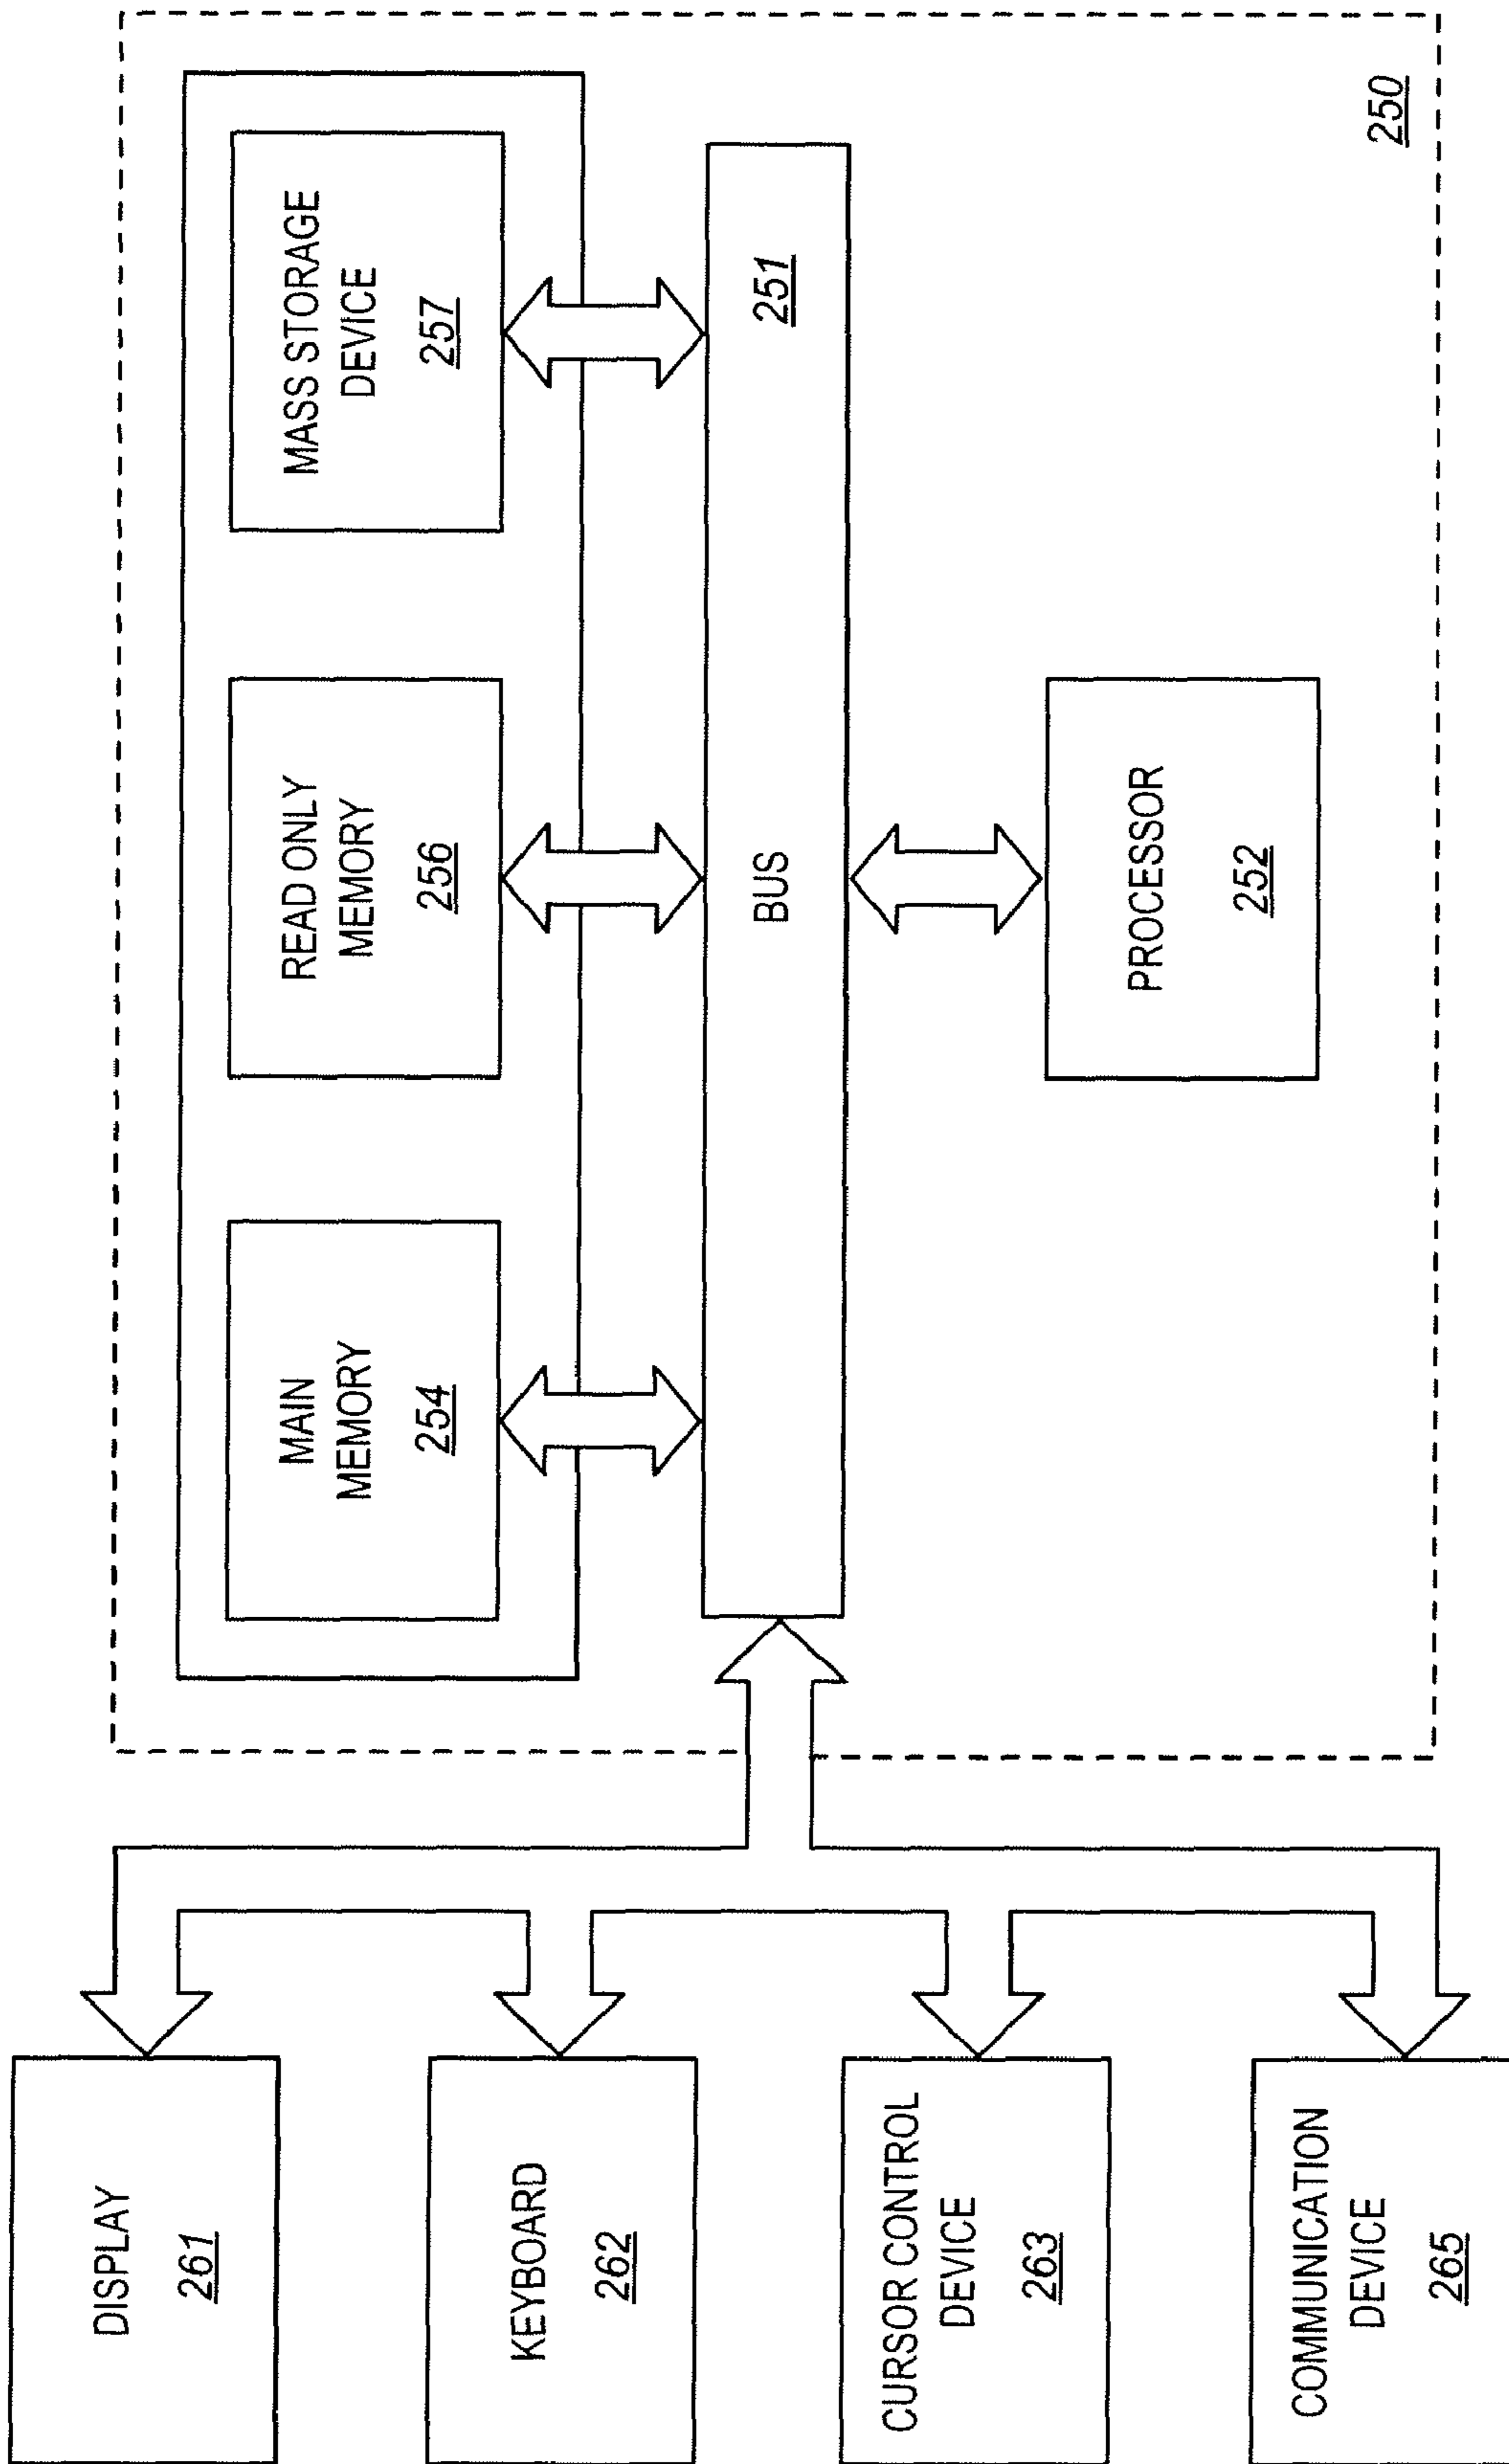 DISPLAY
261
KEYBOARD
262
CURSOR CONTROL
DEVICE
263
COMMUNICATION
DEVICE
265
MAIN
MEMORY
254
READ ONLY
MEMORY
256
MASS STORAGE
DEVICE
257
BUS
251
PROCESSOR
252
250